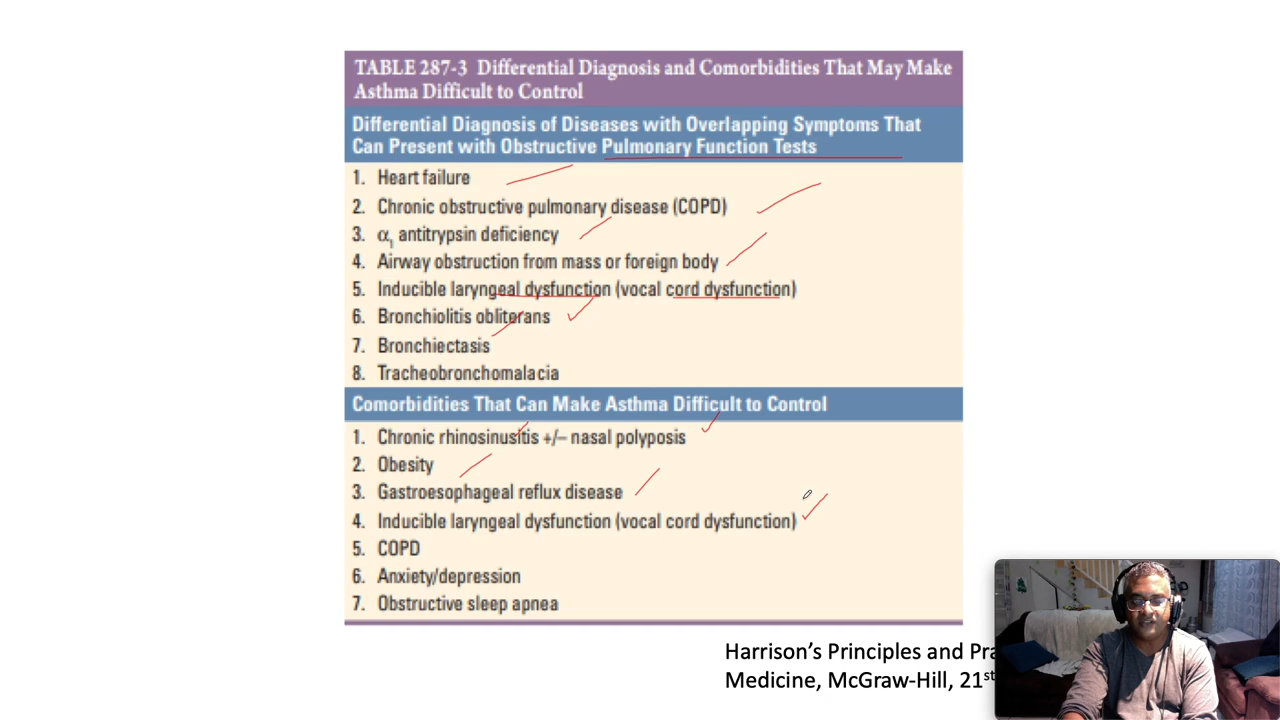 TABLE 287-3 Differential Diagnosis and Comorbidities That May Make
Asthma Difficult to Control
Differential Diagnosis of Diseases with Overlapping Symptoms That
Can Present with Obstructive Pulmonary Function Tests
1. Heart failure
2. Chronic obstructive pulmonary disease (COPD)
3. α₁ antitrypsin deficiency
4. Airway obstruction from mass or foreign body
5. Inducible laryngeal dysfunction (vocal cord dysfunction)
6. Bronchiolitis obliterans
7. Bronchiectasis
8. Tracheobronchomalacia
Comorbidities That Can Make Asthma Difficult to Control
1. Chronic rhinosinusitis +/– nasal polyposis
2. Obesity
3. Gastroesophageal reflux disease
4. Inducible laryngeal dysfunction (vocal cord dysfunction)
5. COPD
6. Anxiety/depression
7. Obstructive sleep apnea
Harrison's Principles and Pra
Medicine, McGraw-Hill, 21st